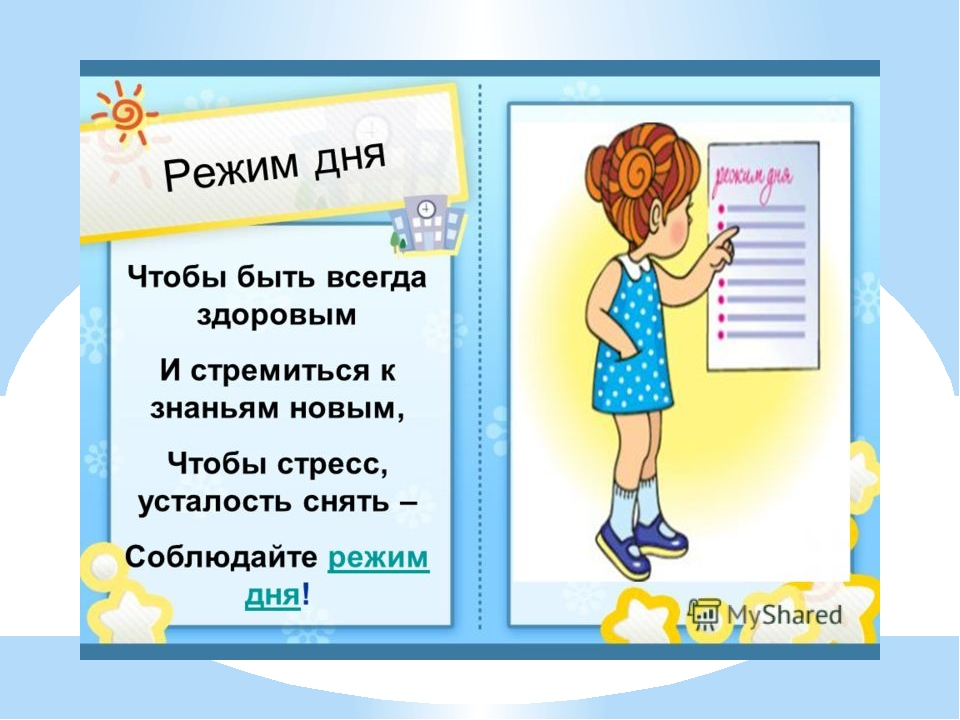 Режим дня
Чтобы быть всегда
здоровым
И стремиться к
знаньям новым,
Чтобы стресс,
усталость снять –
Соблюдайте режим
дня!
режим дня
MyShared